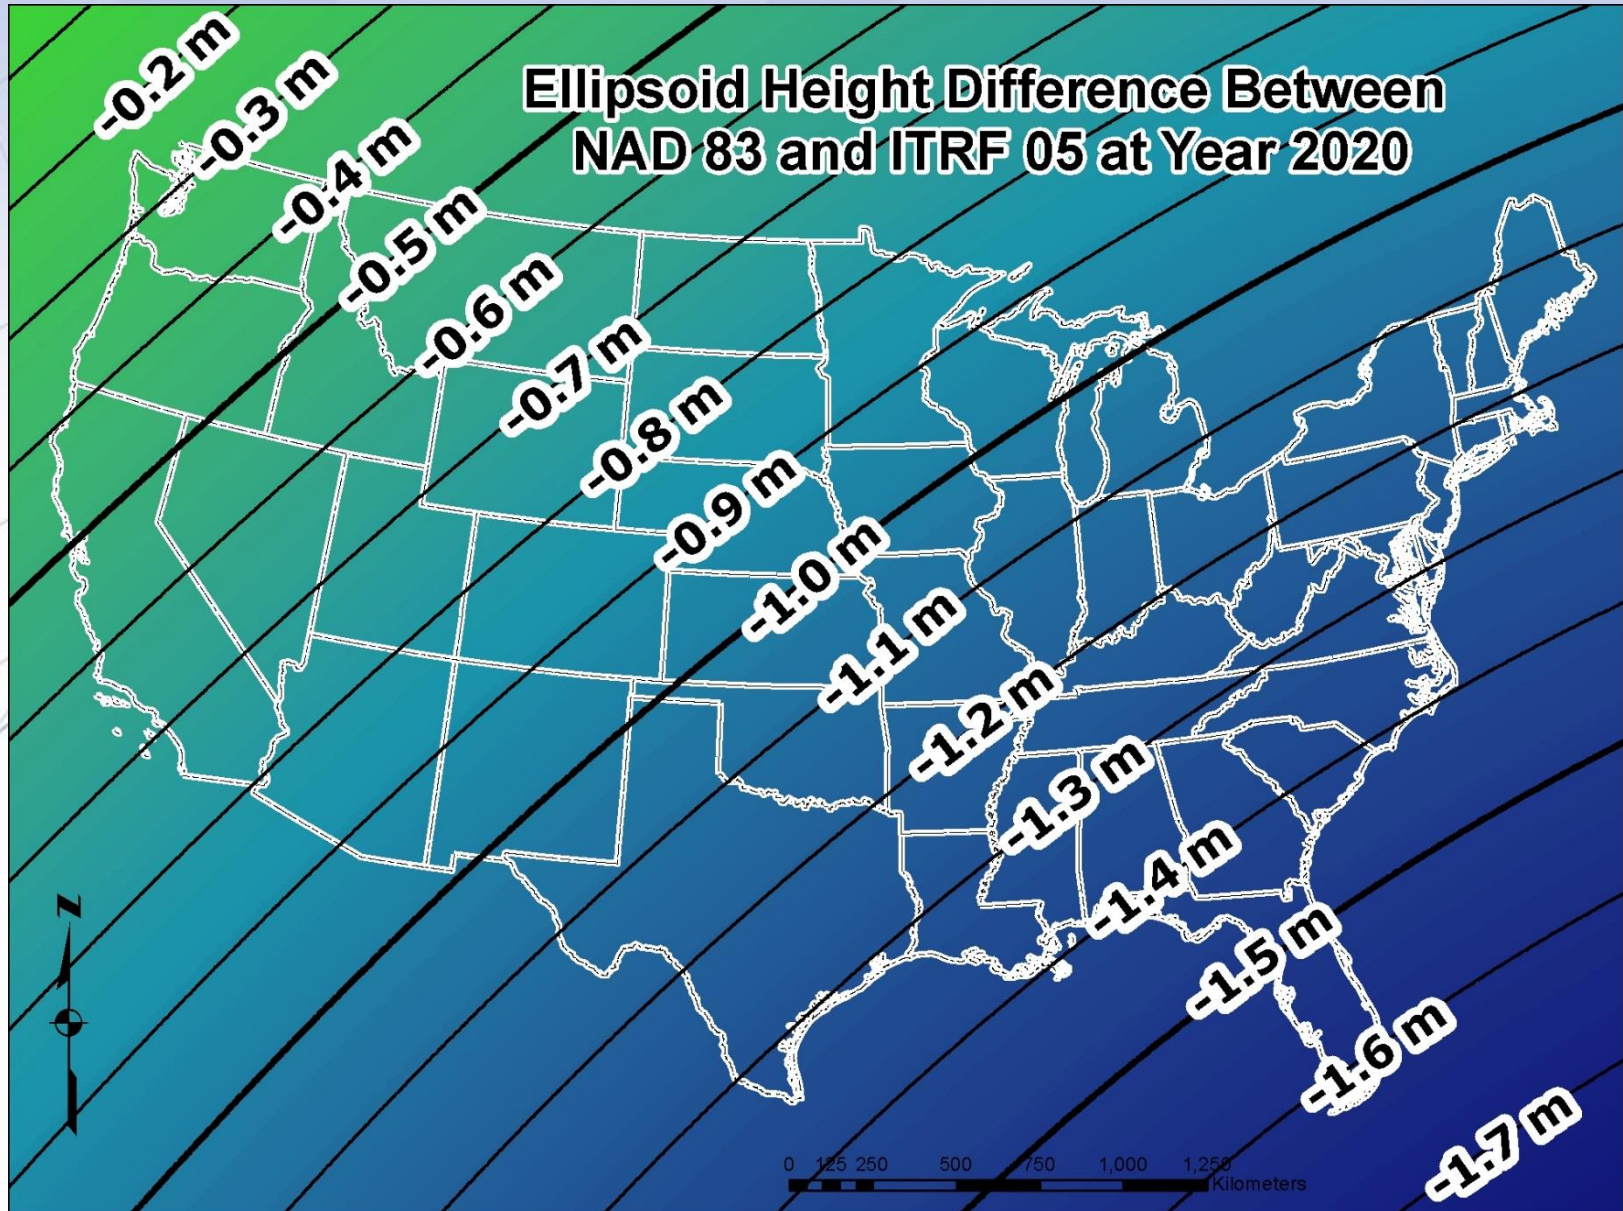 Ellipsoid Height Difference Between
NAD 83 and ITRF 05 at Year 2020
-0.2 m
-0.3 m
-0.4 m
-0.5 m
-0.6 m
-0.7 m
-0.8 m
-0.9 m
-1.0 m
-1.1 m
-1.2 m
-1.3 m
-1.4 m
-1.5 m
-1.6 m
-1.7 m
N
0 125 250 500 750 1,000 1,250
Kilometers